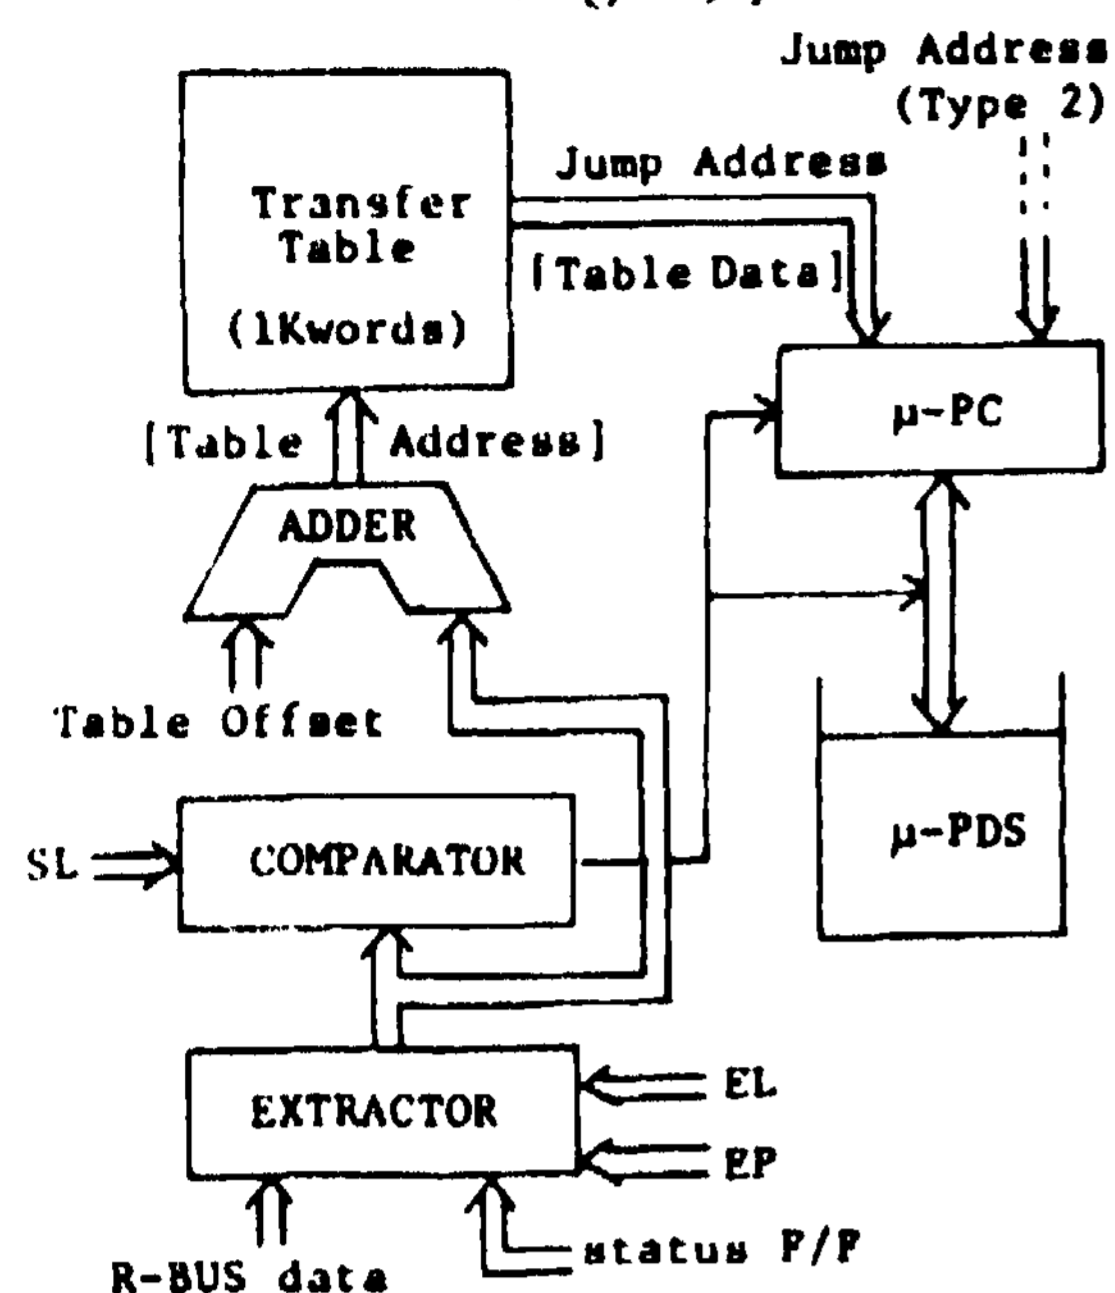 Jump Address
(Type 2)
Jump Address
[Table Data]
Transfer
Table
(1Kwords)
μ-PC
[Table Address]
ADDER
Table Offset
SL
COMPARATOR
μ-PDS
EXTRACTOR
EL
EP
R-BUS data
status F/F